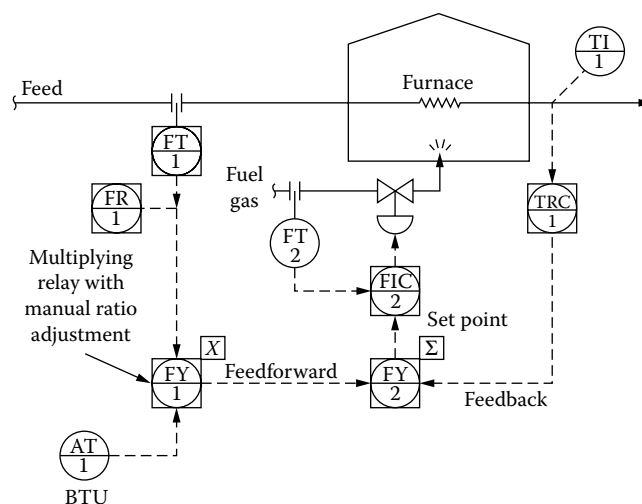 TI
1
Feed
Furnace
FT
1
Fuel
gas
FR
1
TRC
1
FT
2
Multiplying
relay with
manual ratio
adjustment
FIC
2
Set point
X
Σ
FY
1
Feedforward
FY
2
Feedback
AT
1
BTU